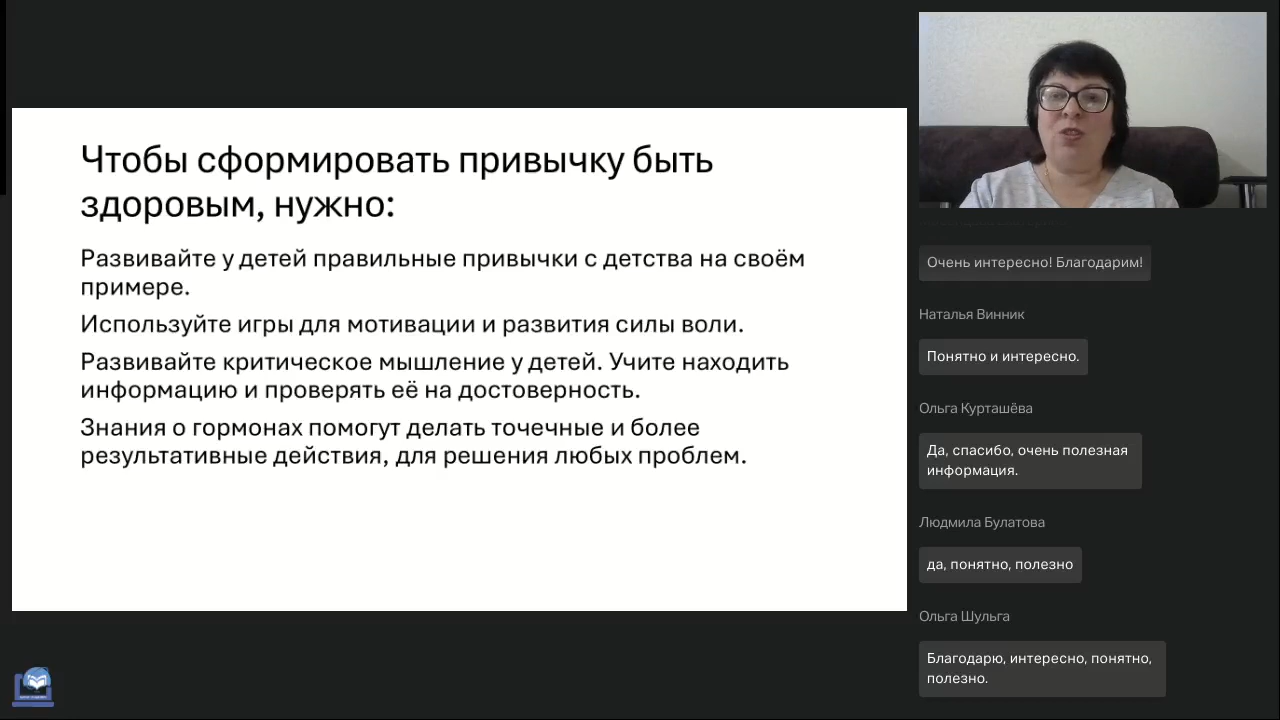 Чтобы сформировать привычку быть
здоровым, нужно:
Развивайте у детей правильные привычки с детства на своём
примере.
Используйте игры для мотивации и развития силы воли.
Развивайте критическое мышление у детей. Учите находить
информацию и проверять её на достоверность.
Знания о гормонах помогут делать точечные и более
результативные действия, для решения любых проблем.
Очень интересно! Благодарим!
Наталья Винник
Понятно и интересно.
Ольга Курташёва
Да, спасибо, очень полезная
информация.
Людмила Булатова
да, понятно, полезно
Ольга Шульга
Благодарю, интересно, понятно,
полезно.